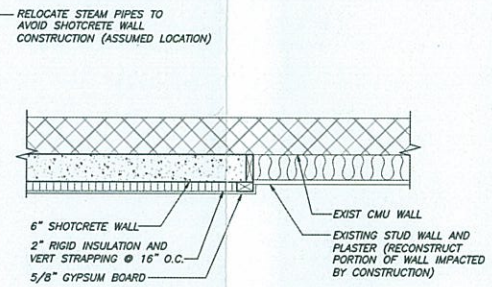 RELOCATE STEAM PIPES TO
AVOID SHOTCRETE WALL
CONSTRUCTION (ASSUMED LOCATION)
6" SHOTCRETE WALL
2" RIGID INSULATION AND
VERT STRAPPING @ 16" O.C.
5/8" GYPSUM BOARD
EXIST CMU WALL
EXISTING STUD WALL AND
PLASTER (RECONSTRUCT
PORTION OF WALL IMPACTED
BY CONSTRUCTION)